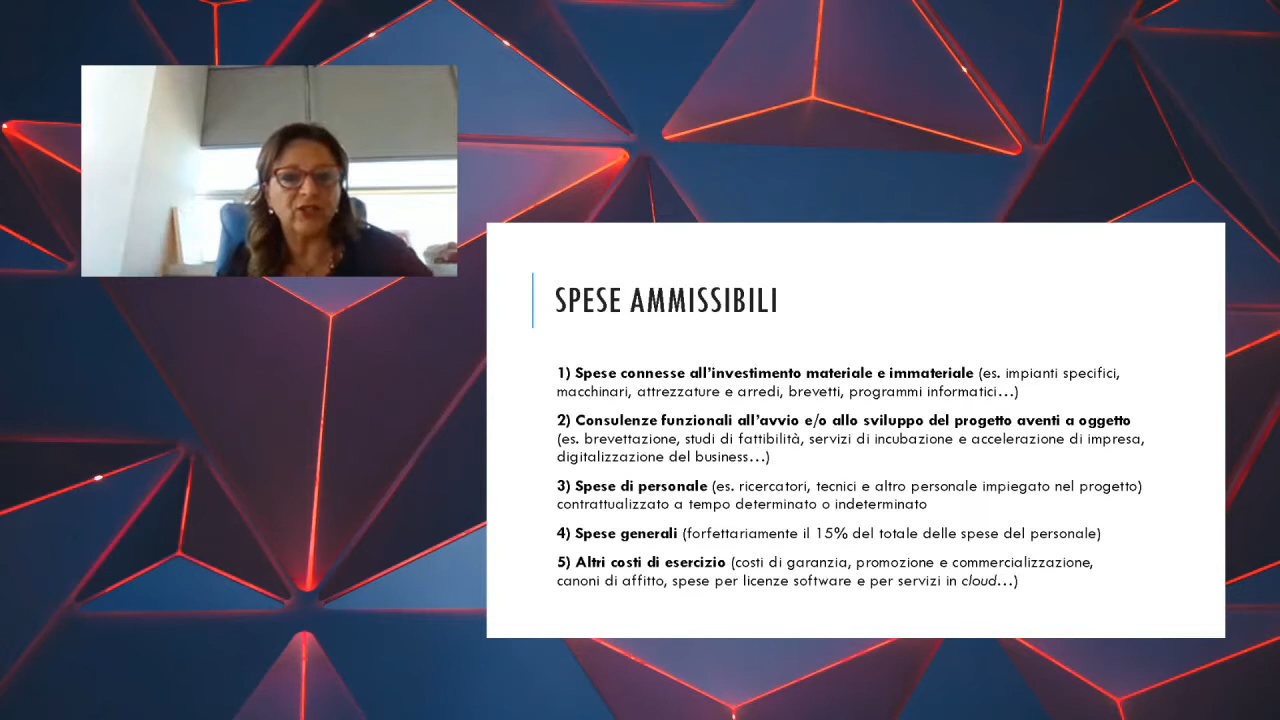 SPESE AMMISSIBILI
1) Spese connesse all’investimento materiale e immateriale (es. impianti specifici,
macchinari, attrezzature e arredi, brevetti, programmi informatici…)
2) Consulenze funzionali all’avvio e/o allo sviluppo del progetto aventi a oggetto
(es. brevettazione, studi di fattibilità, servizi di incubazione e accelerazione di impresa,
digitalizzazione del business…)
3) Spese di personale (es. ricercatori, tecnici e altro personale impiegato nel progetto)
contrattualizzato a tempo determinato o indeterminato
4) Spese generali (forfettariamente il 15% del totale delle spese del personale)
5) Altri costi di esercizio (costi di garanzia, promozione e commercializzazione,
canoni di affitto, spese per licenze software e per servizi in cloud…)